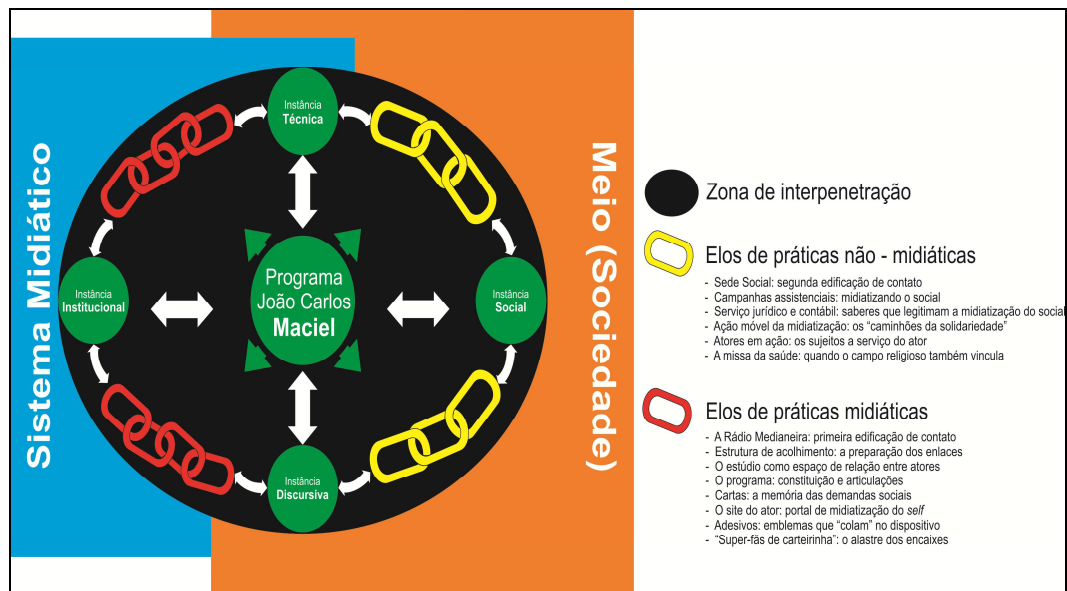 Sistema Midiático
Instância
Técnica
Instância
Institucional
Programa
João Carlos
Maciel
Instância
Social
Instância
Discursiva
Meio (Sociedade)
Zona de interpenetração
Elos de práticas não - midiáticas
- Sede Social: segunda edificação de contato
- Campanhas assistenciais: midiatizando o social
- Serviço jurídico e contábil: saberes que legitimam a midiatização do social
- Ação móvel da midiatização: os “caminhões da solidariedade”
- Atores em ação: os sujeitos a serviço do ator
- A missa da saúde: quando o campo religioso também vincula
Elos de práticas midiáticas
- A Rádio Medianeira: primeira edificação de contato
- Estrutura de acolhimento: a preparação dos enlaces
- O estúdio como espaço de relação entre atores
- O programa: constituição e articulações
- Cartas: a memória das demandas sociais
- O site do ator: portal de midiatização do self
- Adesivos: emblemas que “colam” no dispositivo
- “Super-fãs de carteirinha”: o alastre dos encaixes